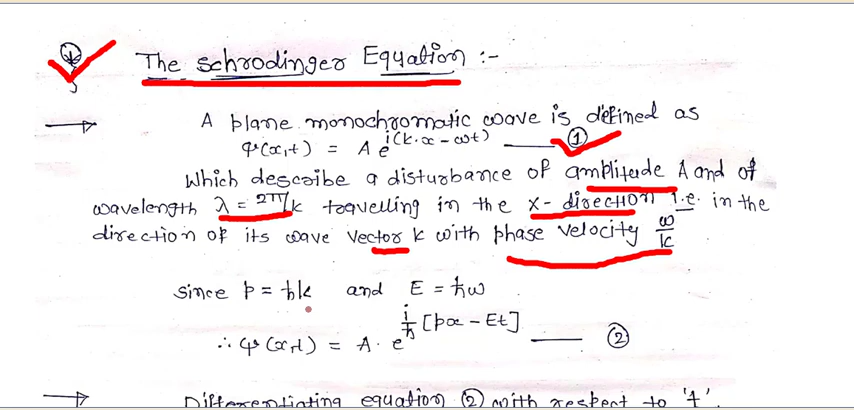 The Schrodinger Equation :-
A plane monochromatic wave is defined as
ψ(x,t) = A e^{i(k·x - ωt)} — ①
Which describe a disturbance of amplitude A and of
wavelength λ = 2π/k travelling in the x-direction i.e. in the
direction of its wave vector k with phase velocity ω/k
Since p = ħk and E = ħω
∴ ψ(x,t) = A · e^{i/ħ [px - Et]} — ②
Differentiating equation ② with respect to 't'.